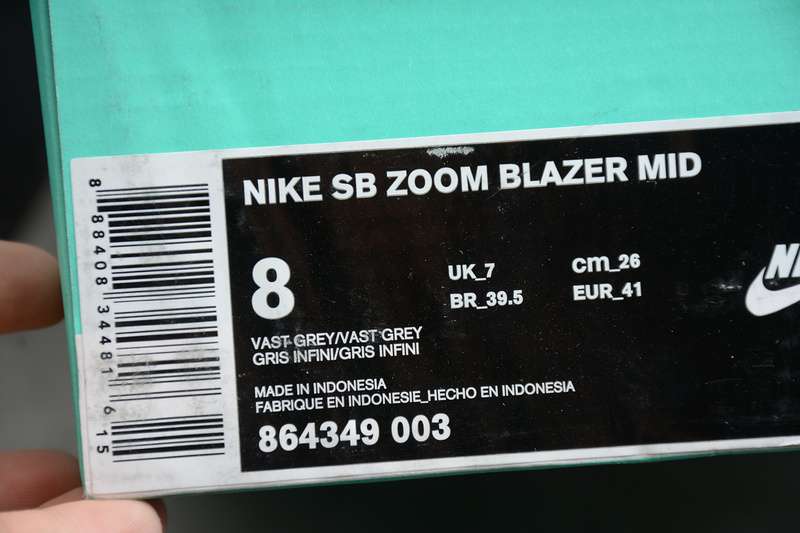 NIKE SB ZOOM BLAZER MID
8
UK_7
cm_26
BR_39.5
EUR_41
VAST GREY/VAST GREY
GRIS INFINI/GRIS INFINI
MADE IN INDONESIA
FABRIQUE EN INDONESIE_HECHO EN INDONESIA
864349 003
8 88408 34481 6 15